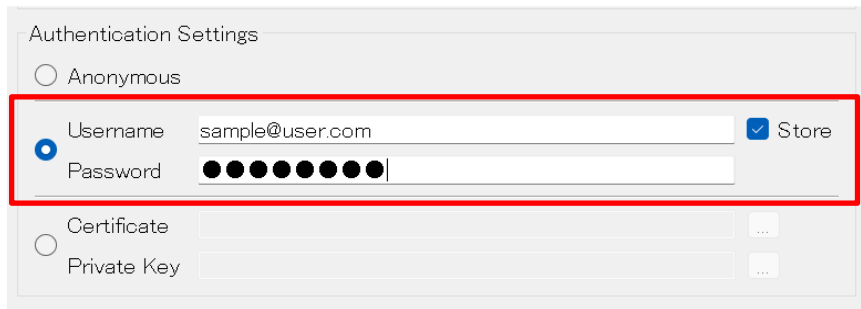 Authentication Settings
Anonymous
Username sample@user.com Store
Password ●●●●●●●●
Certificate ...
Private Key ...